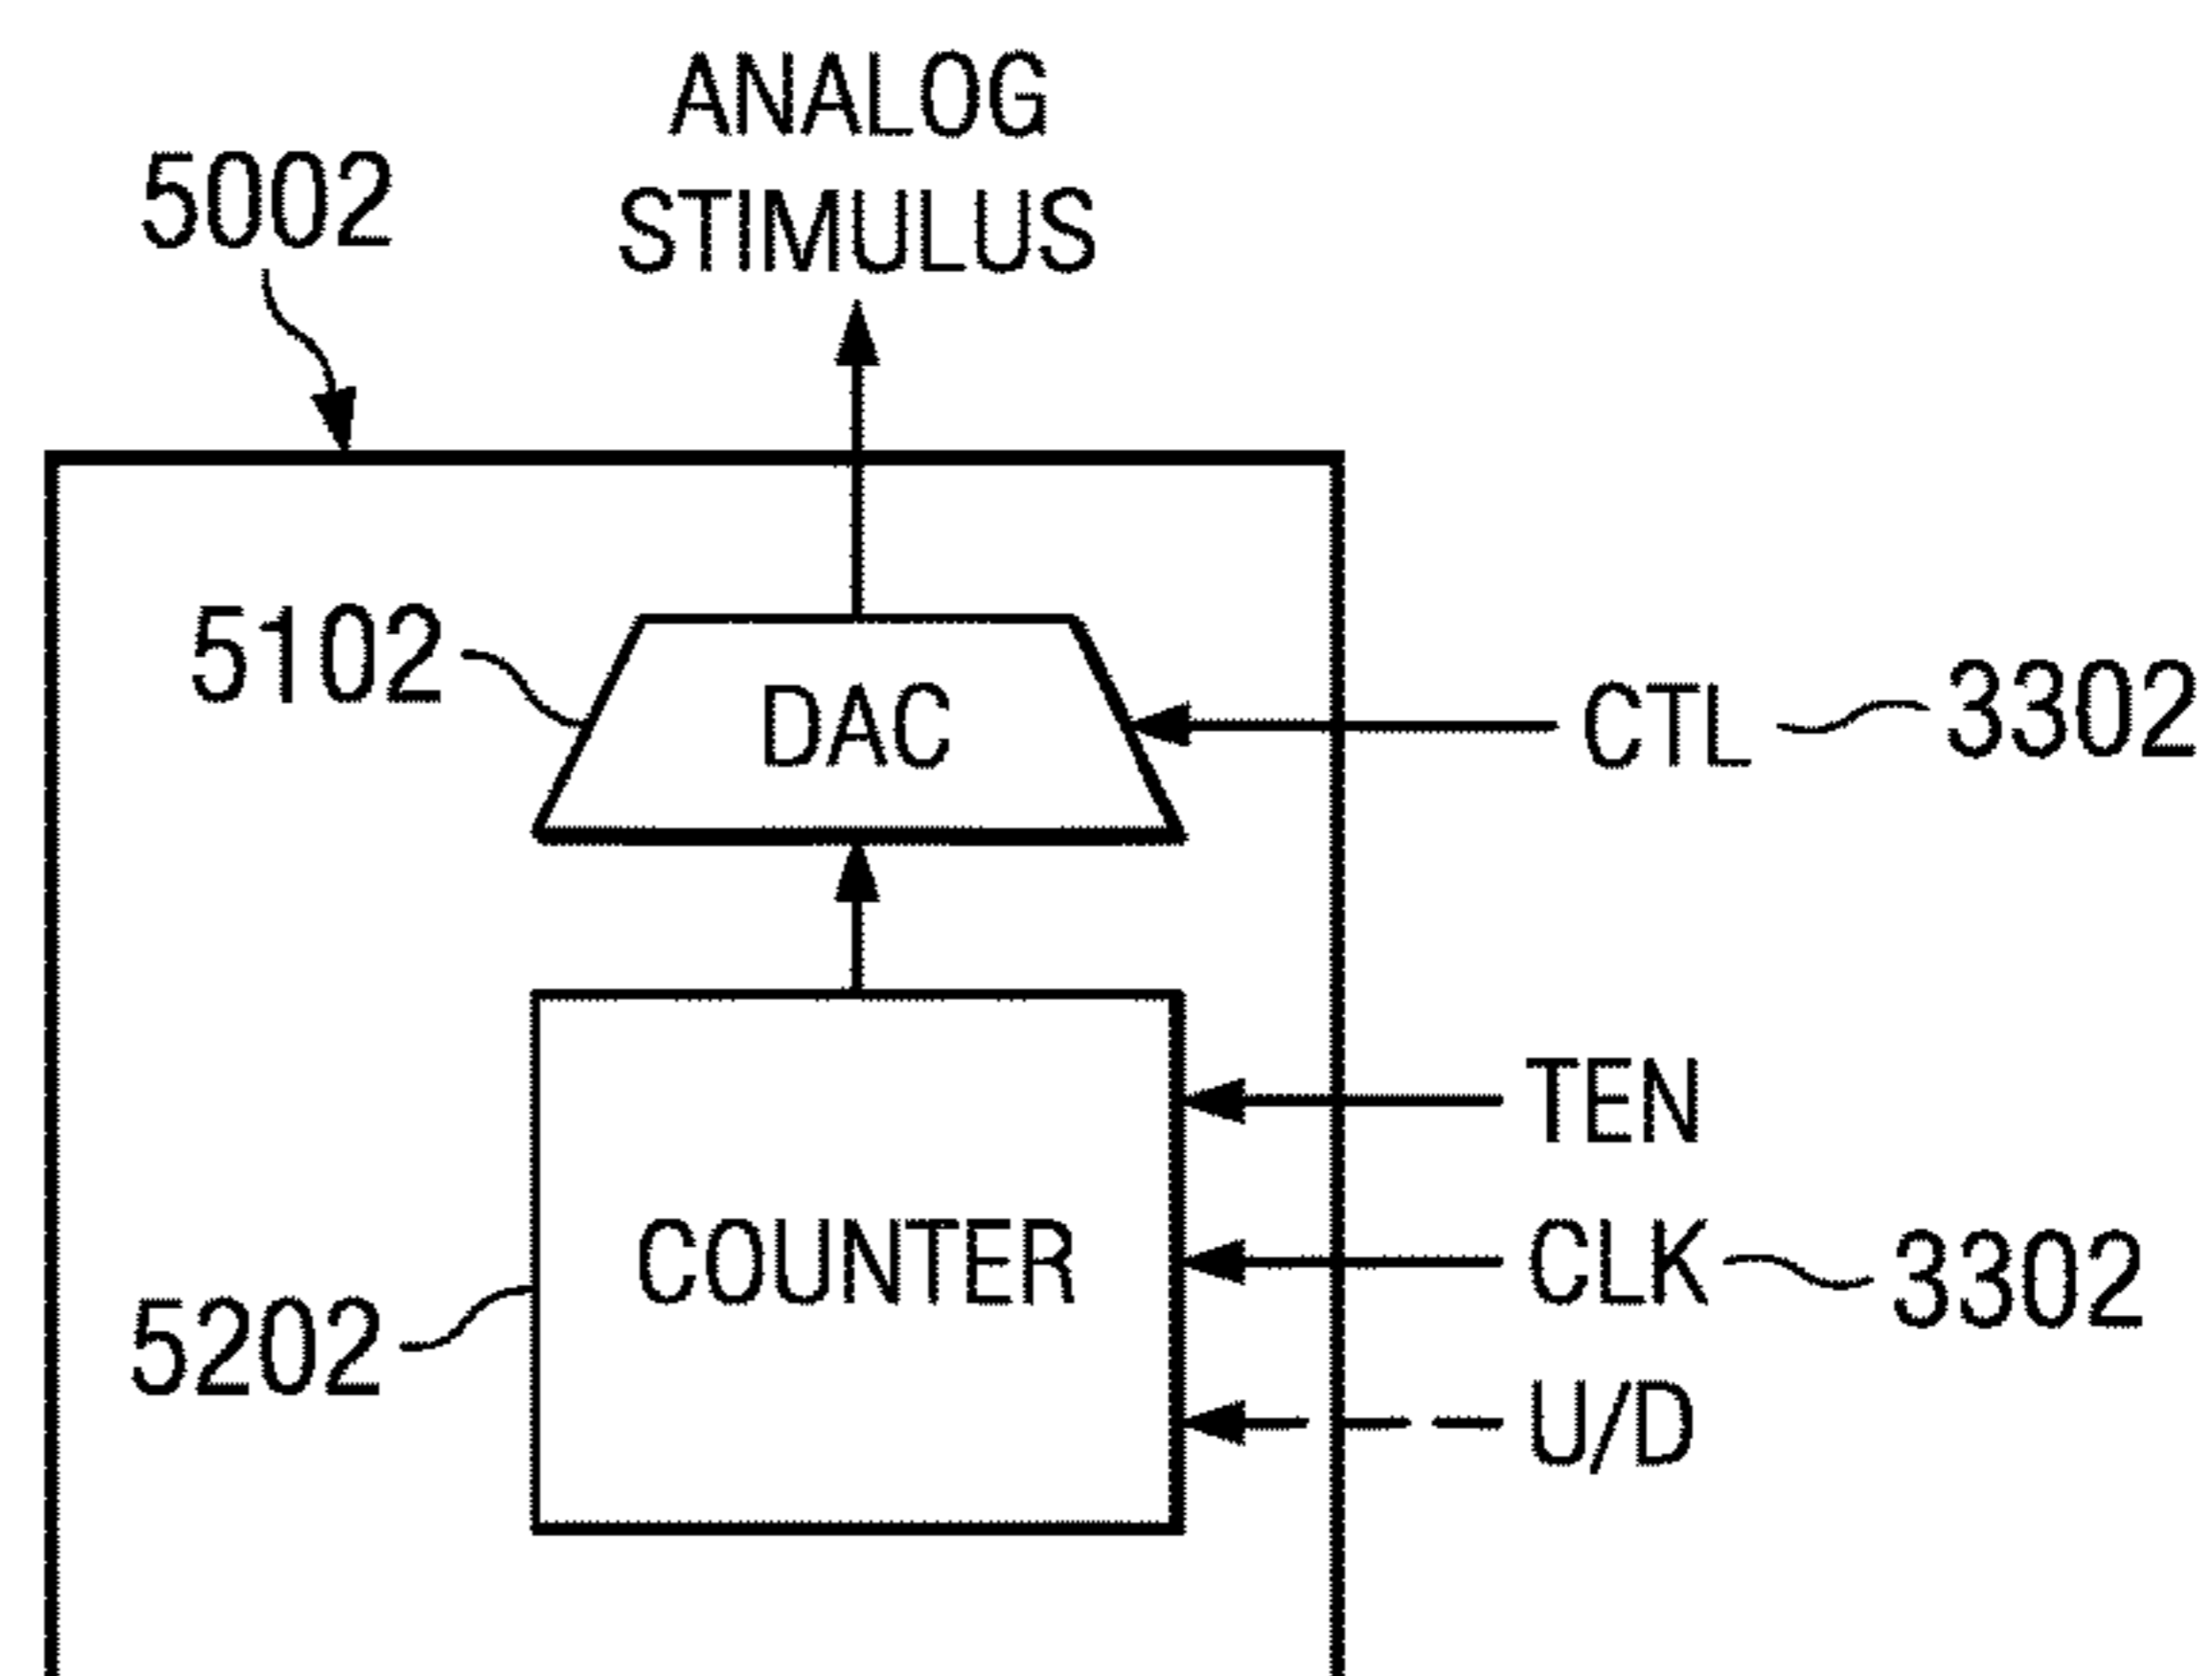 ANALOG
STIMULUS
5002
5102
DAC
CTL
3302
TEN
COUNTER
CLK
3302
5202
U/D